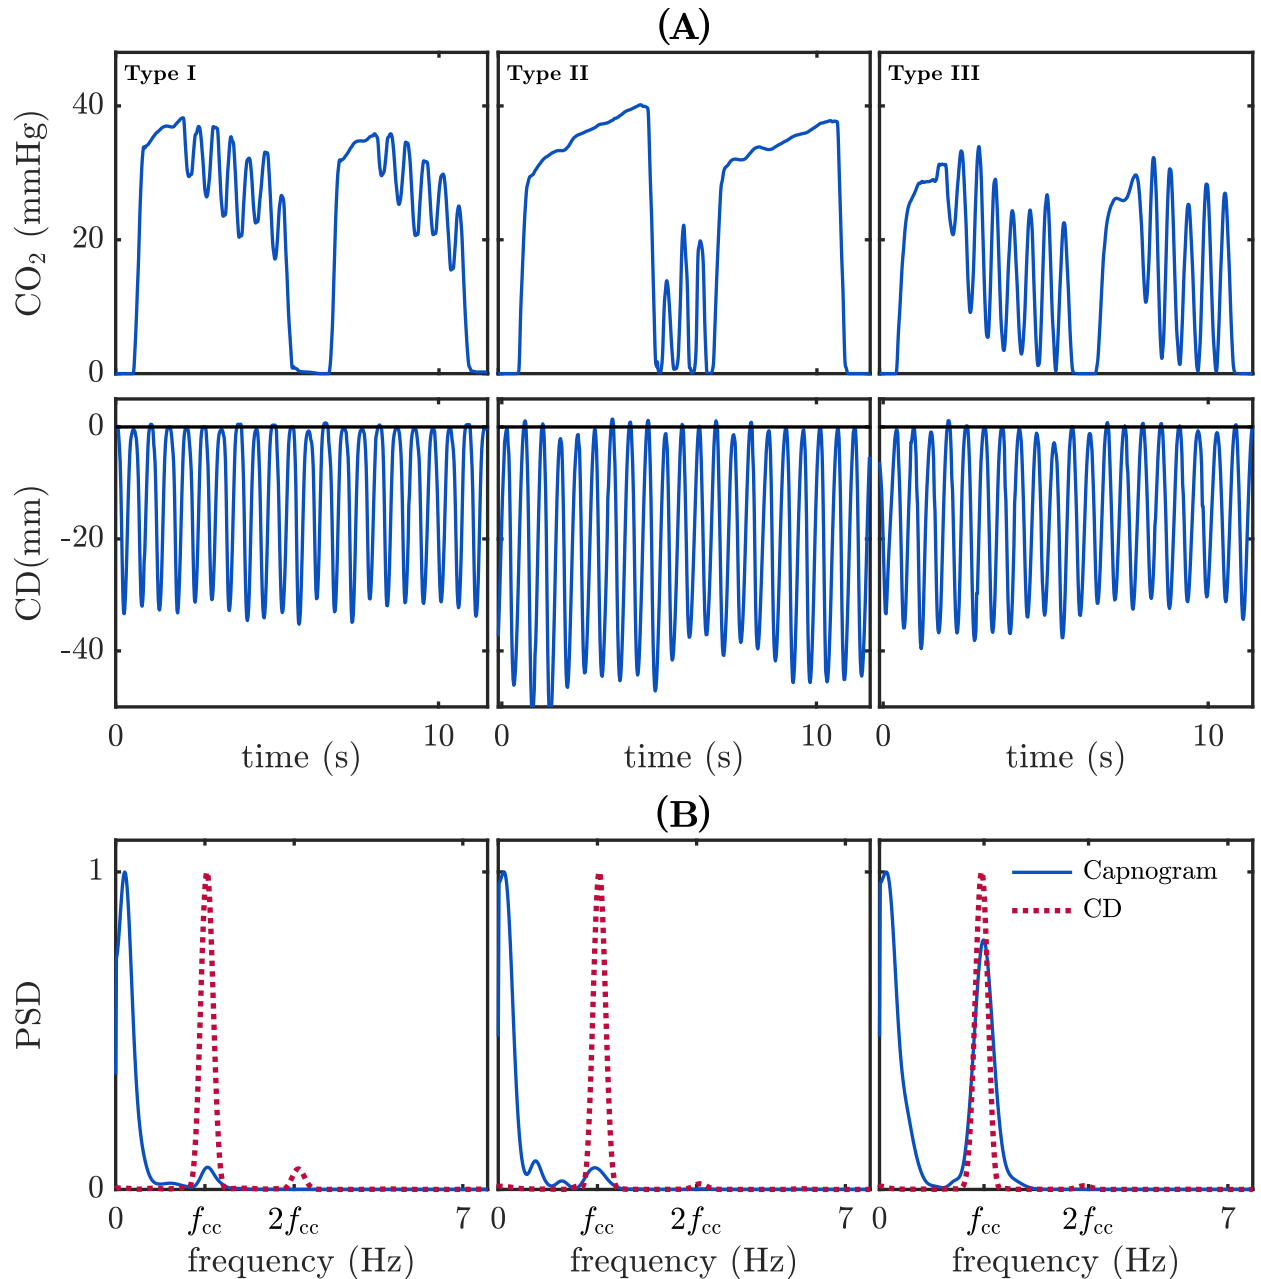 (A)
Type I
Type II
Type III
CO2 (mmHg)
40
20
0
CD(mm)
0
-20
-40
0 10 0 10 0 10
time (s) time (s) time (s)
(B)
PSD
1
0
Capnogram
CD
0 fcc 2fcc 7 0 fcc 2fcc 7 0 fcc 2fcc 7
frequency (Hz) frequency (Hz) frequency (Hz)